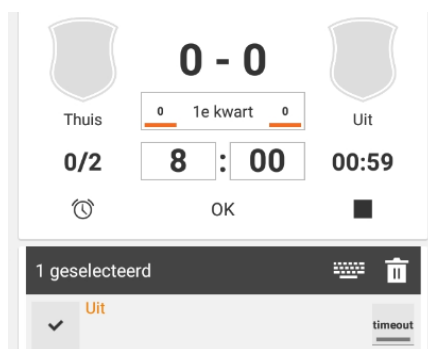 0 - 0
Thuis
0 1e kwart 0
Uit
0/2
8 : 00
00:59
OK
1 geselecteerd
Uit
timeout